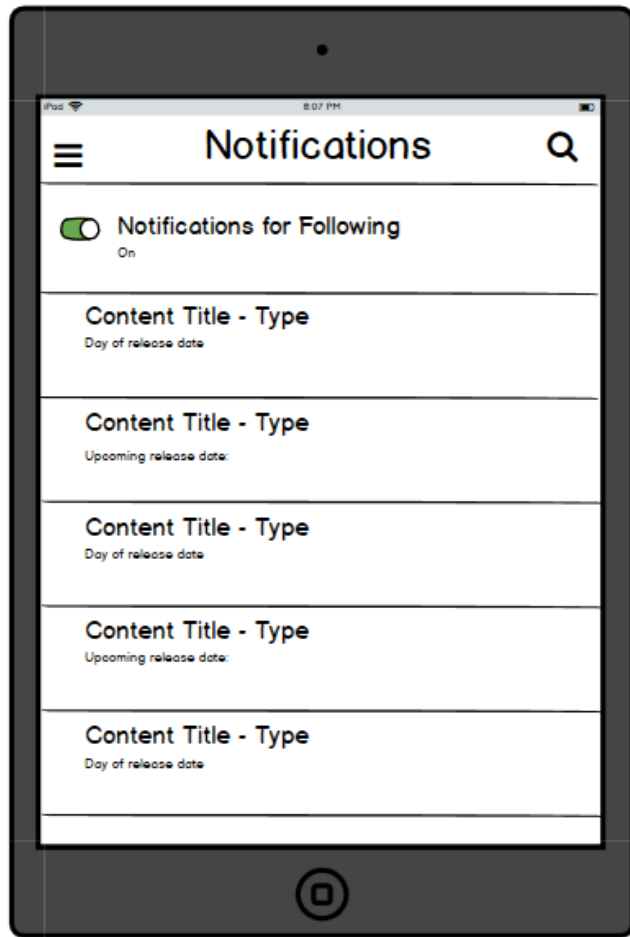 iPad 8:07 PM
Notifications
Notifications for Following
On
Content Title - Type
Day of release date
Content Title - Type
Upcoming release date:
Content Title - Type
Day of release date
Content Title - Type
Upcoming release date:
Content Title - Type
Day of release date